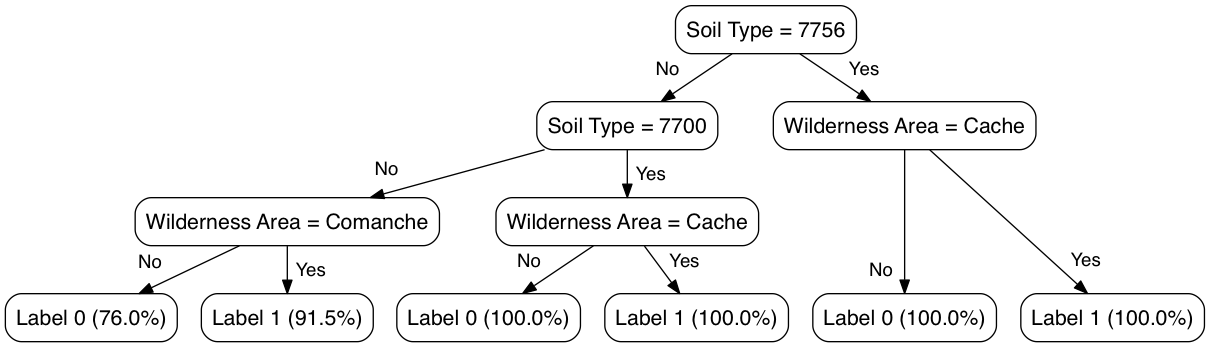 Soil Type = 7756
No
Yes
Soil Type = 7700
Wilderness Area = Cache
No
Yes
Wilderness Area = Comanche
Wilderness Area = Cache
No
Yes
No
Yes
No
Yes
Label 0 (76.0%)
Label 1 (91.5%)
Label 0 (100.0%)
Label 1 (100.0%)
Label 0 (100.0%)
Label 1 (100.0%)